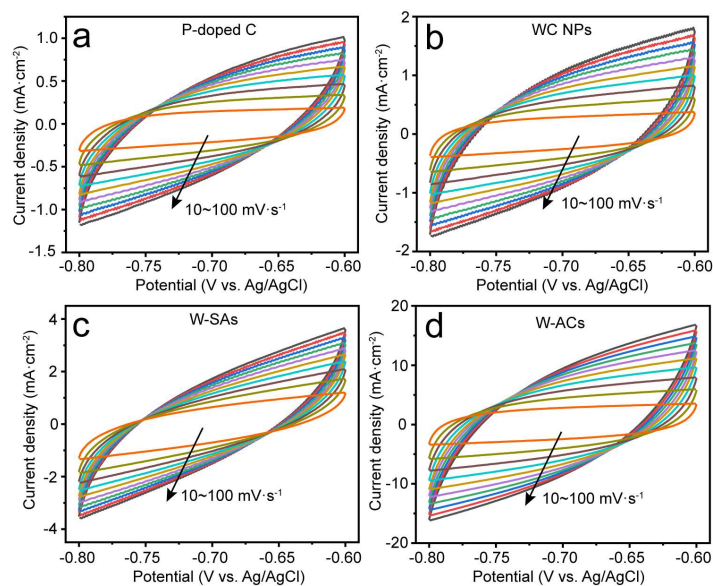 a
P-doped C
Current density (mA·cm⁻²)
1.0
0.5
0.0
-0.5
-1.0
-1.5
10~100 mV·s⁻¹
-0.80 -0.75 -0.70 -0.65 -0.60
Potential (V vs. Ag/AgCl)
b
WC NPs
Current density (mA·cm⁻²)
2
1
0
-1
-2
10~100 mV·s⁻¹
-0.80 -0.75 -0.70 -0.65 -0.60
Potential (V vs. Ag/AgCl)
c
W-SAs
Current density (mA·cm⁻²)
4
2
0
-2
-4
10~100 mV·s⁻¹
-0.80 -0.75 -0.70 -0.65 -0.60
Potential (V vs. Ag/AgCl)
d
W-ACs
Current density (mA·cm⁻²)
20
10
0
-10
-20
10~100 mV·s⁻¹
-0.80 -0.75 -0.70 -0.65 -0.60
Potential (V vs. Ag/AgCl)